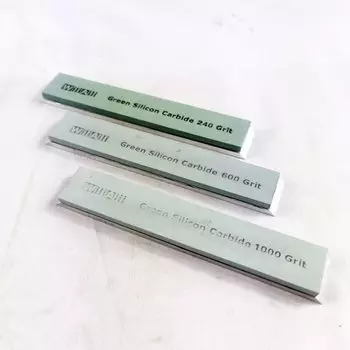 Green Silicon Carbide 240 Grit
Green Silicon Carbide 600 Grit
Green Silicon Carbide 1000 Grit